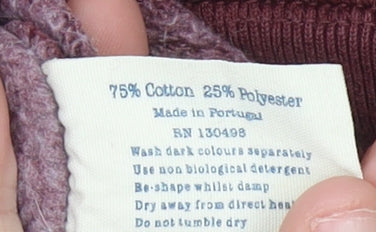 75% Cotton 25% Polyester
Made in Portugal
RN 130498
Wash dark colours separately
Use non biological detergent
Re-shape whilst damp
Dry away from direct heat
Do not tumble dry